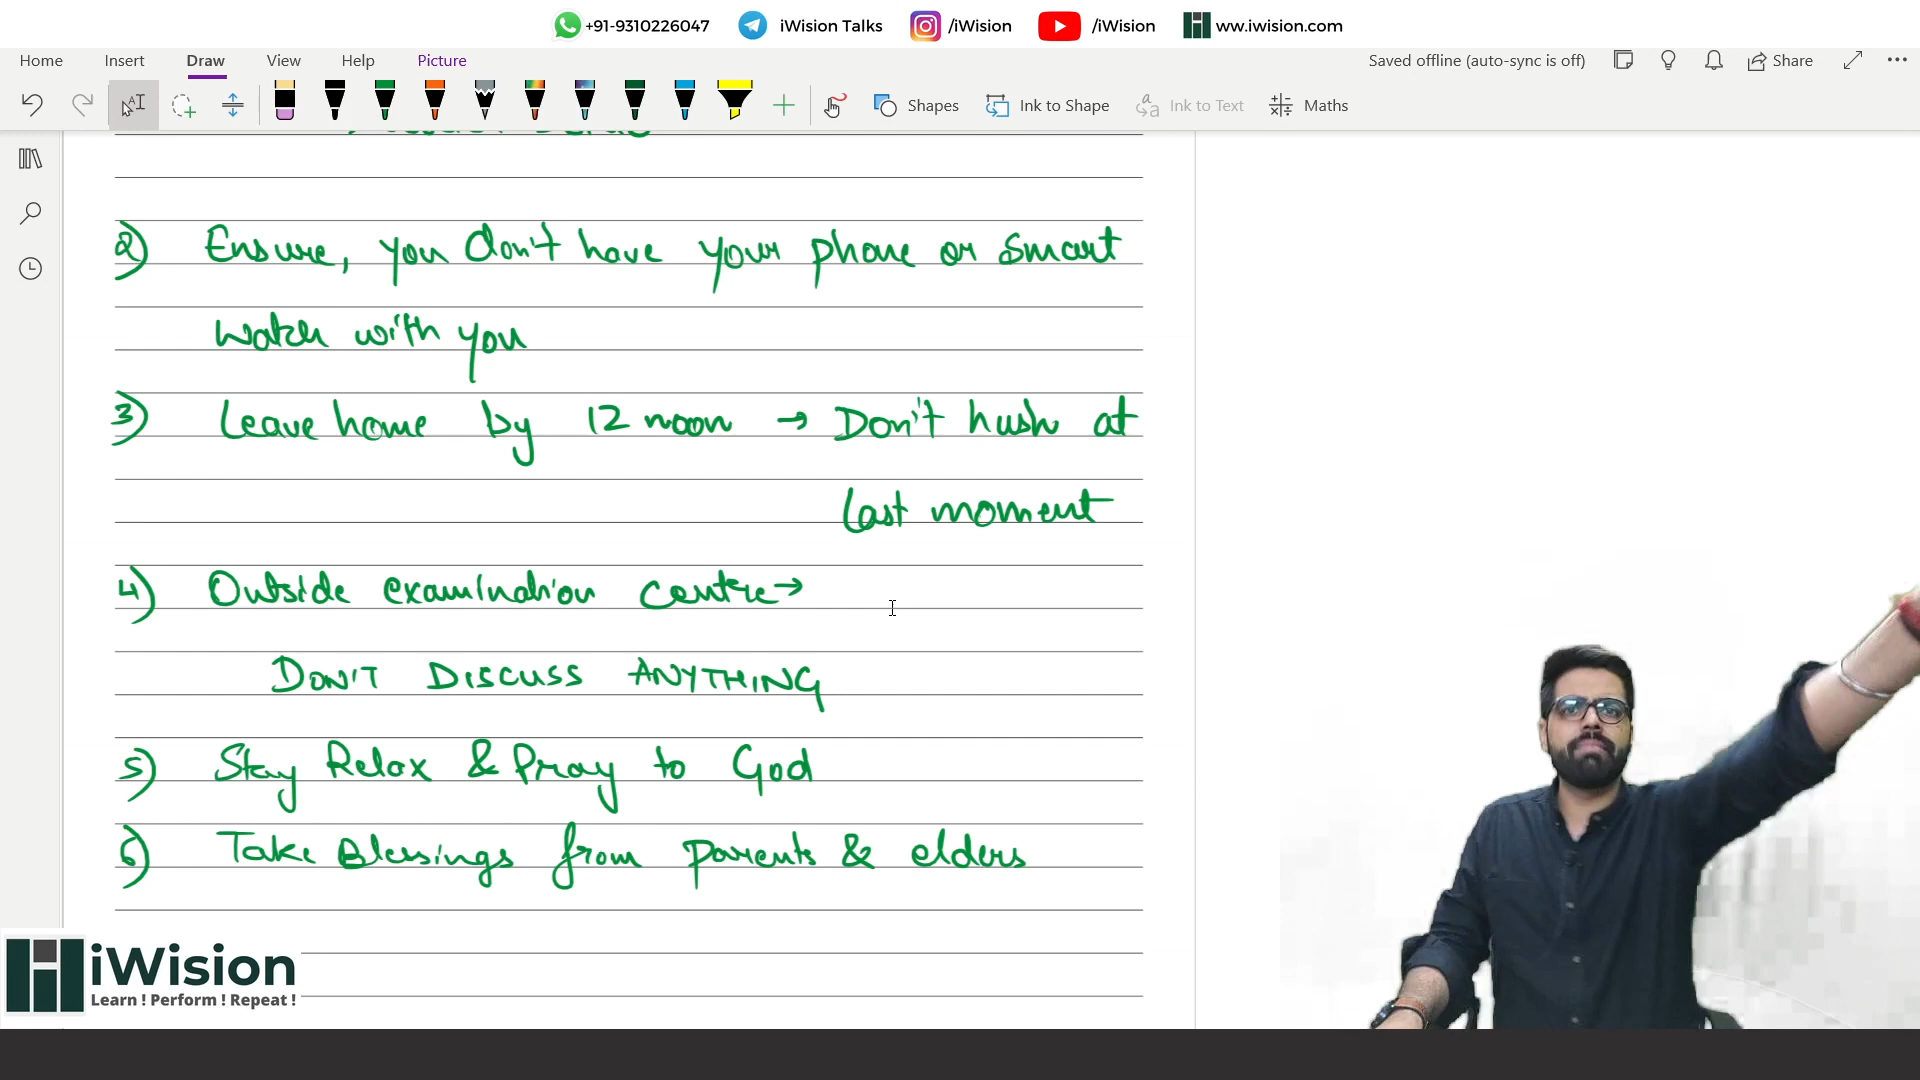 +91-9310226047 iWision Talks /iWision /iWision ww.iwision.com
Home Insert Draw View Help Picture Saved offline (auto-sync is off) Share
Shapes Ink to Shape Ink to Text Maths
2) Ensure, you don't have your phone or smart
watch with you
3) Leave home by 12 noon → Don't hush at
last moment
4) Outside examination centre →
DON'T DISCUSS ANYTHING
5) Stay Relax & Pray to God
6) Take Blessings from parents & elders
iWision
Learn ! Perform ! Repeat !